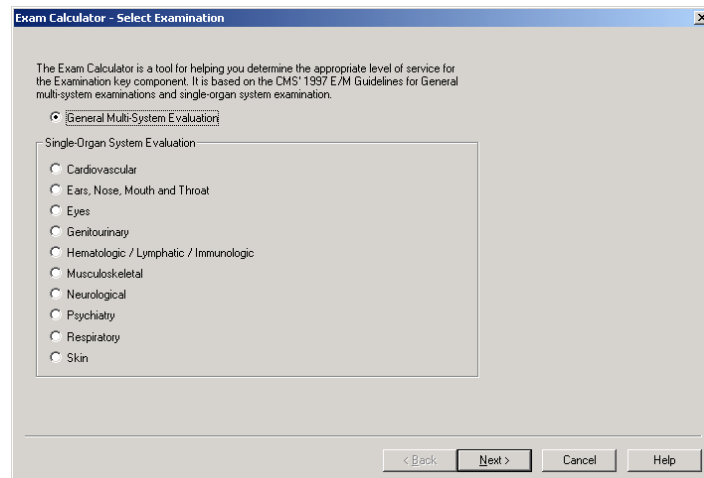 Exam Calculator - Select Examination
The Exam Calculator is a tool for helping you determine the appropriate level of service for
the Examination key component. It is based on the CMS' 1997 E/M Guidelines for General
multi-system examinations and single-organ system examination.
General Multi-System Evaluation
Single-Organ System Evaluation
Cardiovascular
Ears, Nose, Mouth and Throat
Eyes
Genitourinary
Hematologic / Lymphatic / Immunologic
Musculoskeletal
Neurological
Psychiatry
Respiratory
Skin
< Back Next > Cancel Help